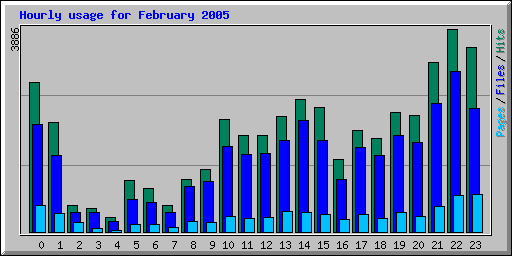 Hourly usage for February 2005
3886
Pages / Files / Hits
0 1 2 3 4 5 6 7 8 9 10 11 12 13 14 15 16 17 18 19 20 21 22 23